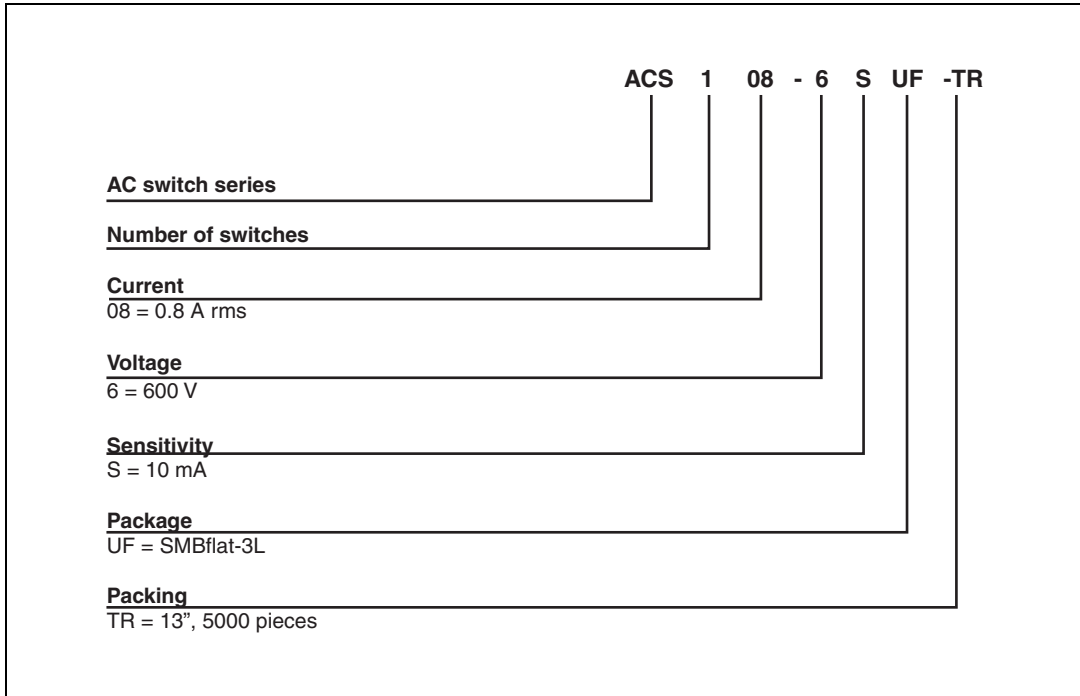 ACS 1 08 - 6 S UF -TR
AC switch series
Number of switches
Current
08 = 0.8 A rms
Voltage
6 = 600 V
Sensitivity
S = 10 mA
Package
UF = SMBflat-3L
Packing
TR = 13”, 5000 pieces